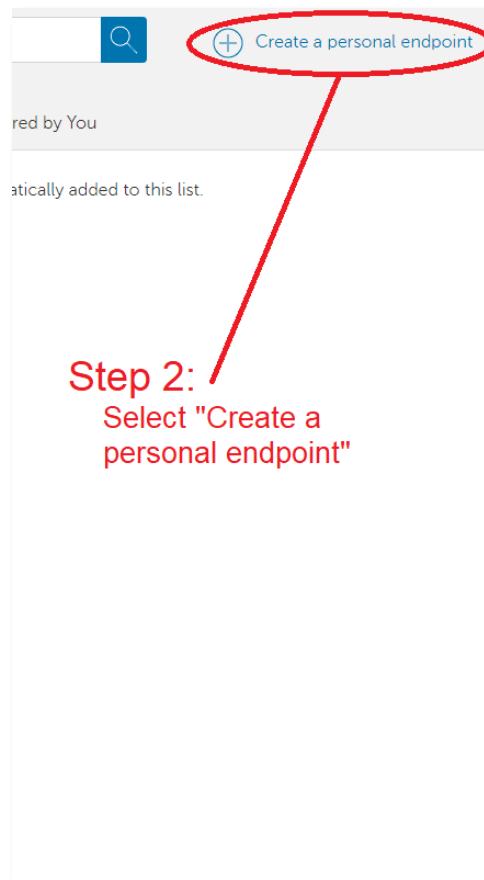 Create a personal endpoint
red by You
atically added to this list.
Step 2:
Select "Create a
personal endpoint"